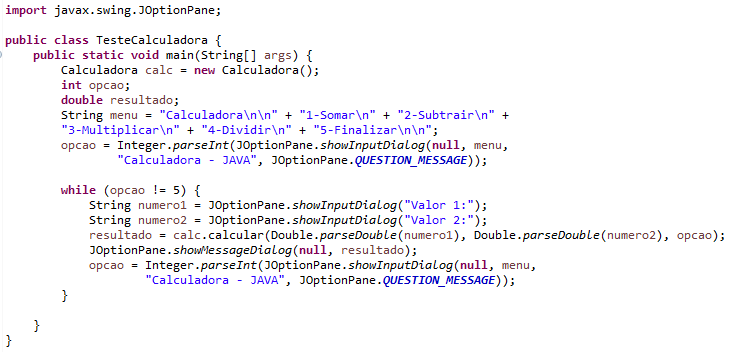 import javax.swing.JOptionPane;
public class TesteCalculadora {
public static void main(String[] args) {
Calculadora calc = new Calculadora();
int opcao;
double resultado;
String menu = "Calculadora\n\n" + "1-Somar\n" + "2-Subtrair\n" +
"3-Multiplicar\n" + "4-Dividir\n" + "5-Finalizar\n\n";
opcao = Integer.parseInt(JOptionPane.showInputDialog(null, menu,
"Calculadora - JAVA", JOptionPane.QUESTION_MESSAGE));
while (opcao != 5) {
String numero1 = JOptionPane.showInputDialog("Valor 1:");
String numero2 = JOptionPane.showInputDialog("Valor 2:");
resultado = calc.calcular(Double.parseDouble(numero1), Double.parseDouble(numero2), opcao);
JOptionPane.showMessageDialog(null, resultado);
opcao = Integer.parseInt(JOptionPane.showInputDialog(null, menu,
"Calculadora - JAVA", JOptionPane.QUESTION_MESSAGE));
}
}
}